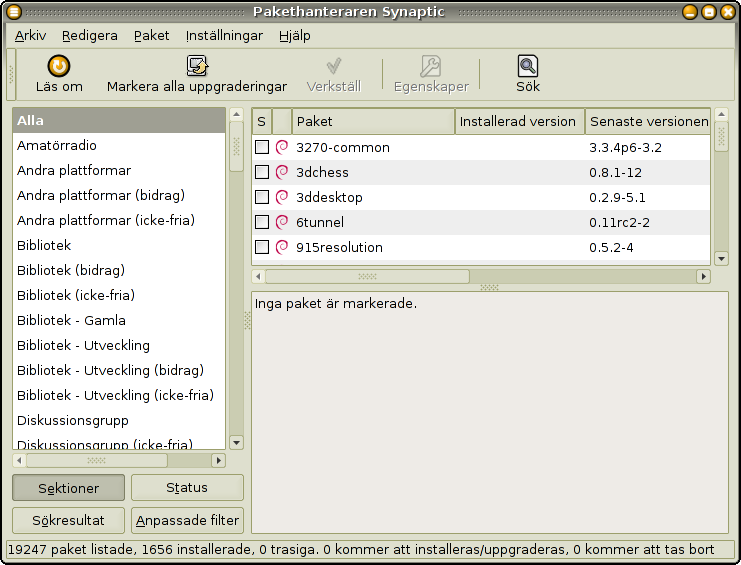 Pakethanteraren Synaptic
Arkiv Redigera Paket Inställningar Hjälp
Läs om Markera alla uppgraderingar Verkställ Egenskaper Sök
Alla
Amatörradio
Andra plattformar
Andra plattformar (bidrag)
Andra plattformar (icke-fria)
Bibliotek
Bibliotek (bidrag)
Bibliotek (icke-fria)
Bibliotek - Gamla
Bibliotek - Utveckling
Bibliotek - Utveckling (bidrag)
Bibliotek - Utveckling (icke-fria)
Diskussionsgrupp
Diskussionsgrupp (icke-fria)
S Paket Installerad version Senaste versionen
3270-common 3.3.4p6-3.2
3dchess 0.8.1-12
3ddesktop 0.2.9-5.1
6tunnel 0.11rc2-2
915resolution 0.5.2-4
Inga paket är markerade.
Sektioner Status
Sökresultat Anpassade filter
19247 paket listade, 1656 installerade, 0 trasiga. 0 kommer att installeras/uppgraderas, 0 kommer att tas bort